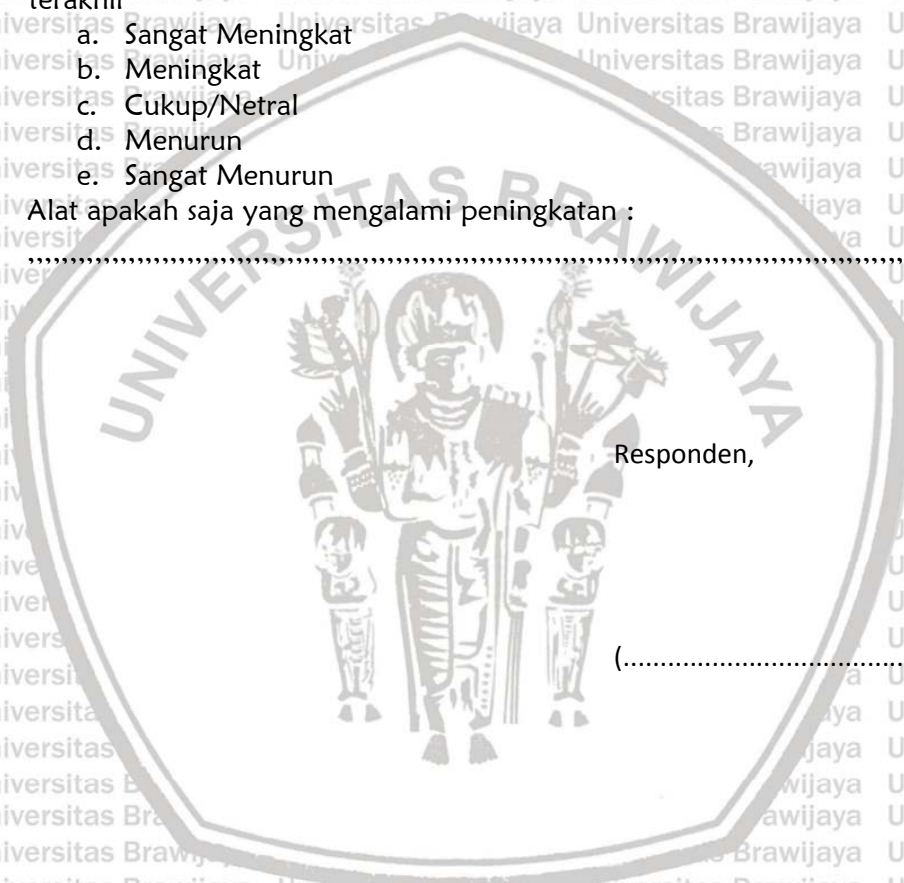 terakhir
a. Sangat Meningkat
b. Meningkat
c. Cukup/Netral
d. Menurun
e. Sangat Menurun
Alat apakah saja yang mengalami peningkatan :
,,,,,,,,,,,,,,,,,,,,,,,,,,,,,,,,,,,,,,,,,,,,,,,,,,,,,,,,,,,,,,,,,,,,,,,,,,,,,,,,,,,,,,,,,,,,,,,,,,,,
UNIVERSITAS BRAWIJAYA
Responden,
(......................................